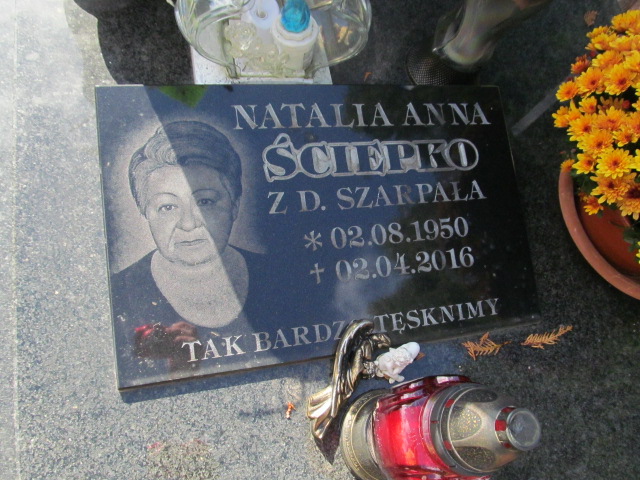 NATALIA ANNA
ŚCIEPKO
Z D. SZARPAŁA
* 02.08.1950
† 02.04.2016
TAK BARDZO TĘSKNIMY